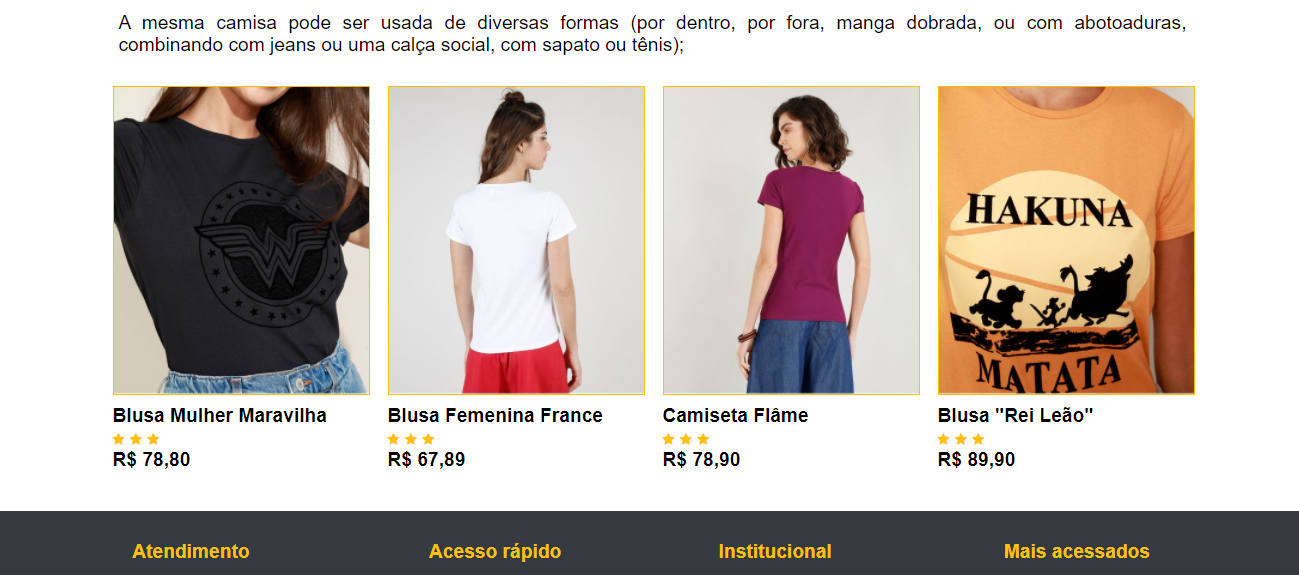 A mesma camisa pode ser usada de diversas formas (por dentro, por fora, manga dobrada, ou com abotoaduras,
combinando com jeans ou uma calça social, com sapato ou tênis);
HAKUNA
MATATA
Blusa Mulher Maravilha
Blusa Femenina France
Camiseta Flâme
Blusa "Rei Leão"
R$ 78,80
R$ 67,89
R$ 78,90
R$ 89,90
Atendimento
Acesso rápido
Institucional
Mais acessados